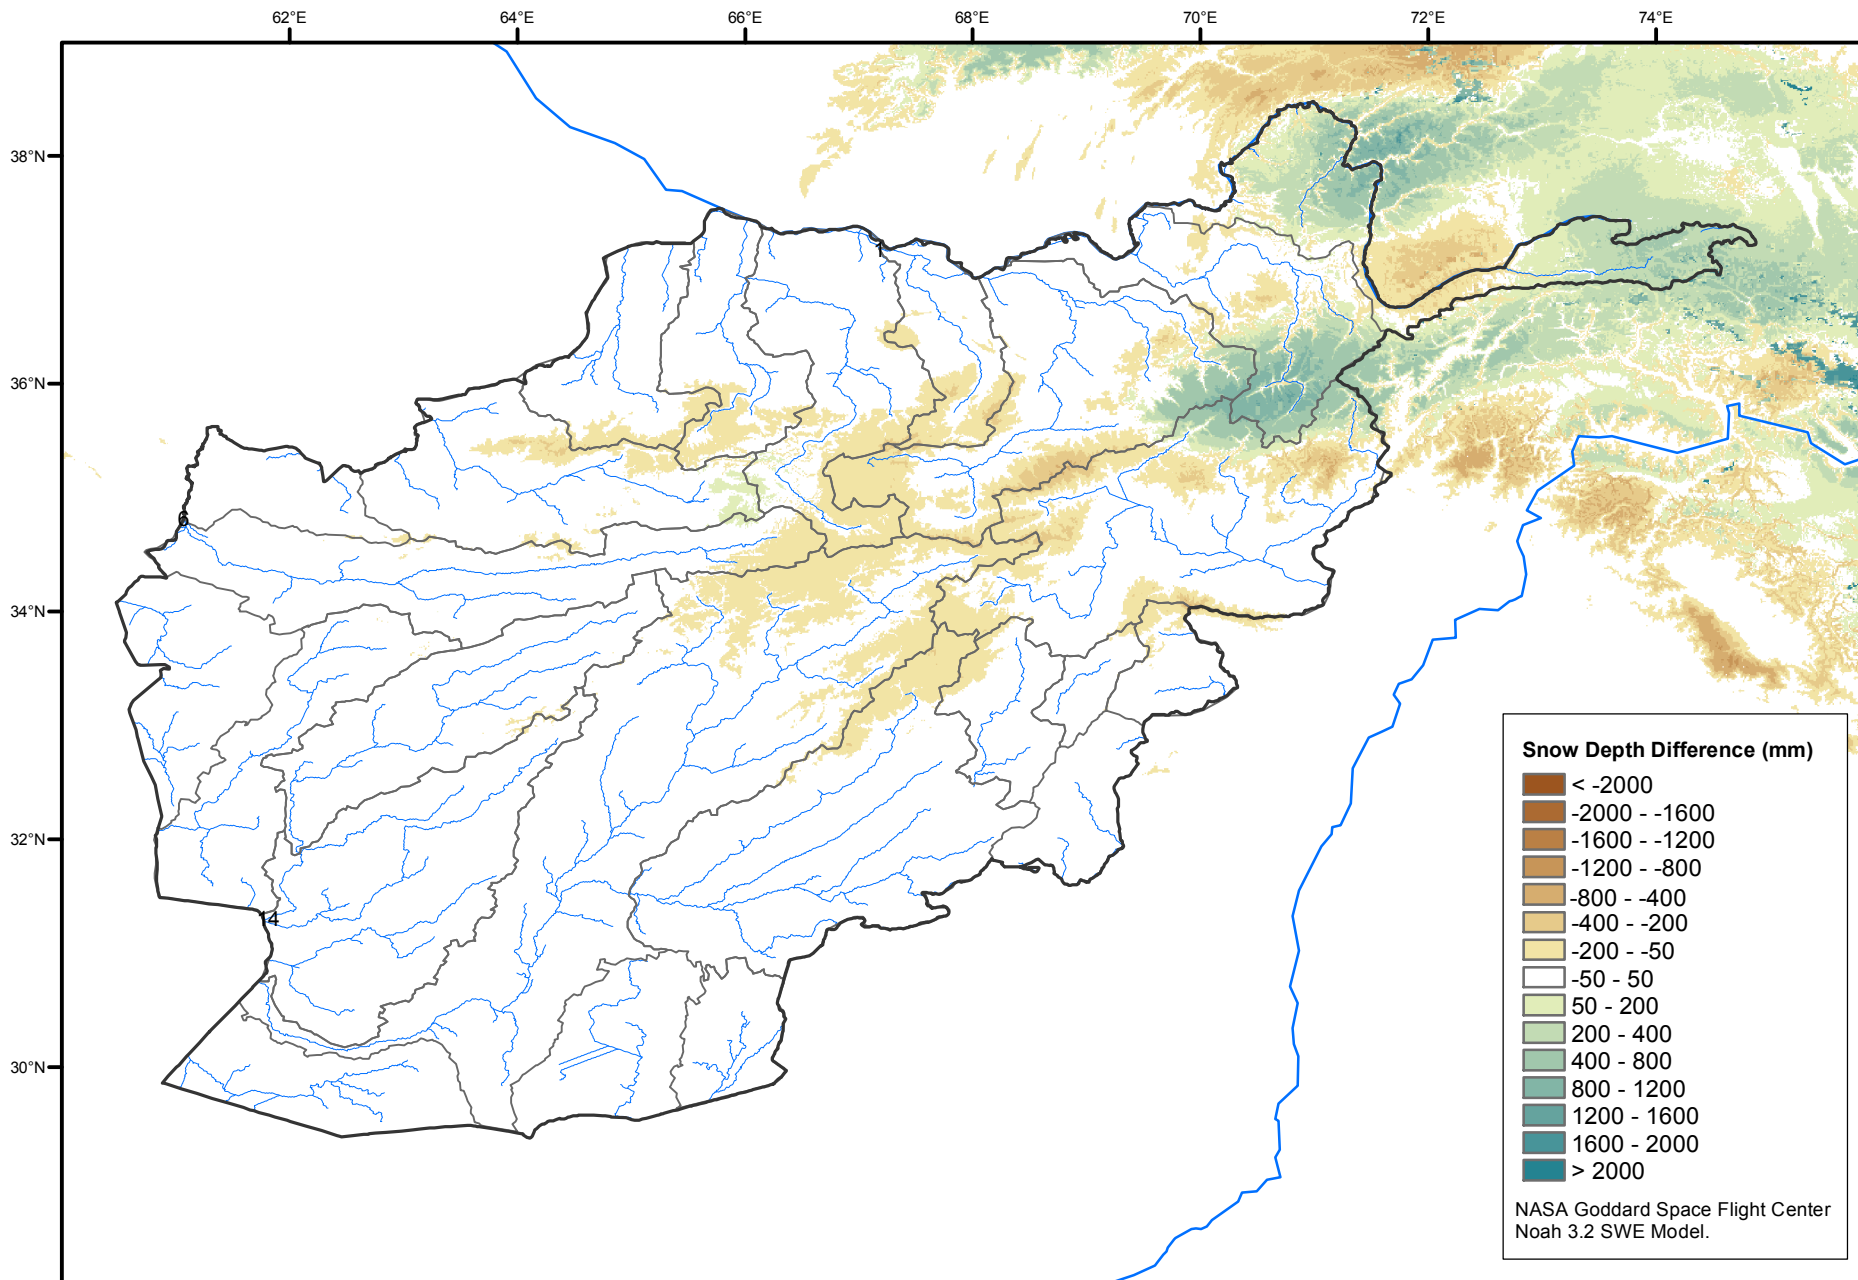 62°E 64°E 66°E 68°E 70°E 72°E 74°E
38°N
1
36°N
6
34°N
32°N
14
30°N
Snow Depth Difference (mm)
< -2000
-2000 - -1600
-1600 - -1200
-1200 - -800
-800 - -400
-400 - -200
-200 - -50
-50 - 50
50 - 200
200 - 400
400 - 800
800 - 1200
1200 - 1600
1600 - 2000
> 2000
NASA Goddard Space Flight Center
Noah 3.2 SWE Model.